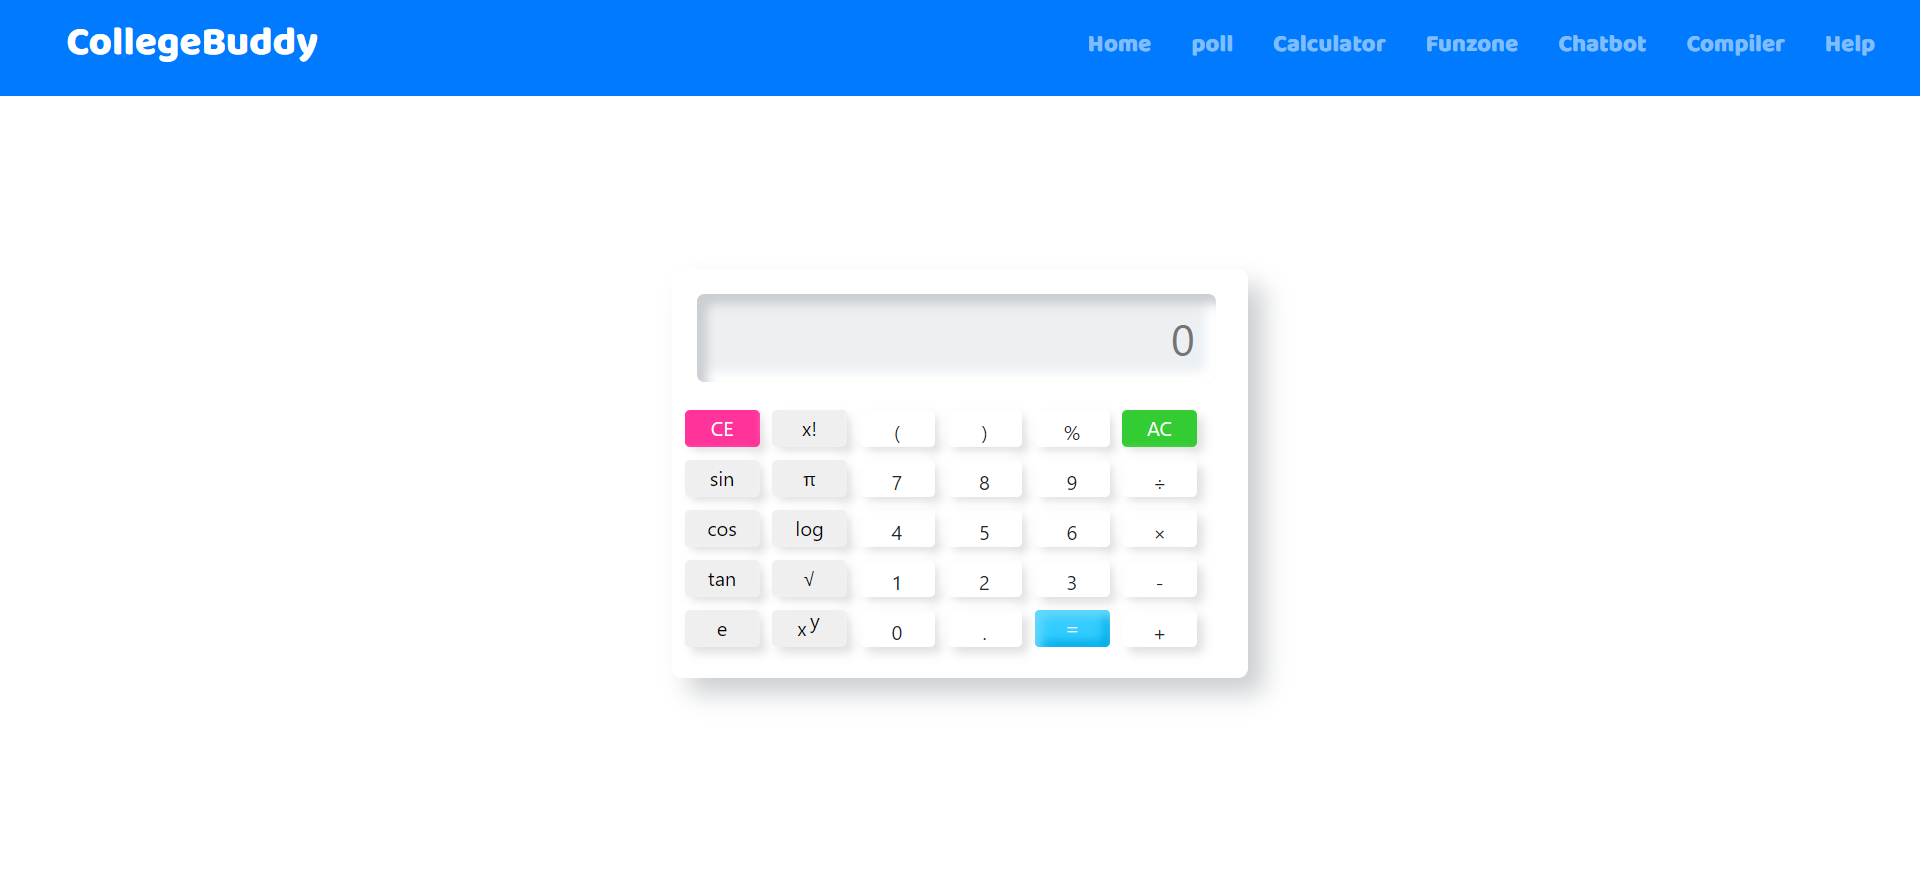 CollegeBuddy Home poll Calculator Funzone Chatbot Compiler Help
0
CE x! ( ) % AC
sin π 7 8 9 ÷
cos log 4 5 6 ×
tan √ 1 2 3 -
e x y 0 . = +